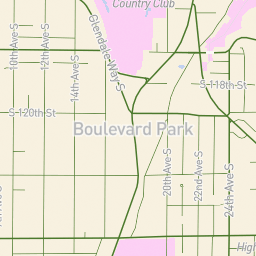 Country Club
Glendale Way S
10th Ave S
12th Ave S
14th Ave S
S 118th St
S 120th St
Boulevard Park
20th Ave S
22nd Ave S
24th Ave S
High